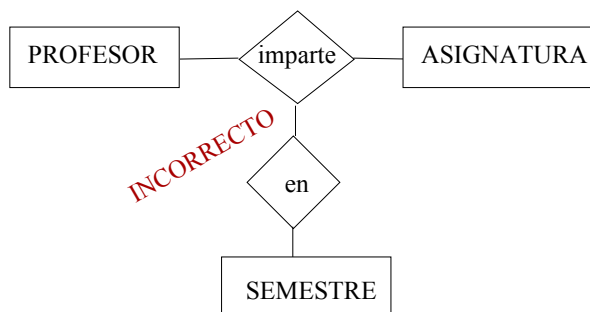 PROFESOR
imparte
ASIGNATURA
INCORRECTO
en
SEMESTRE